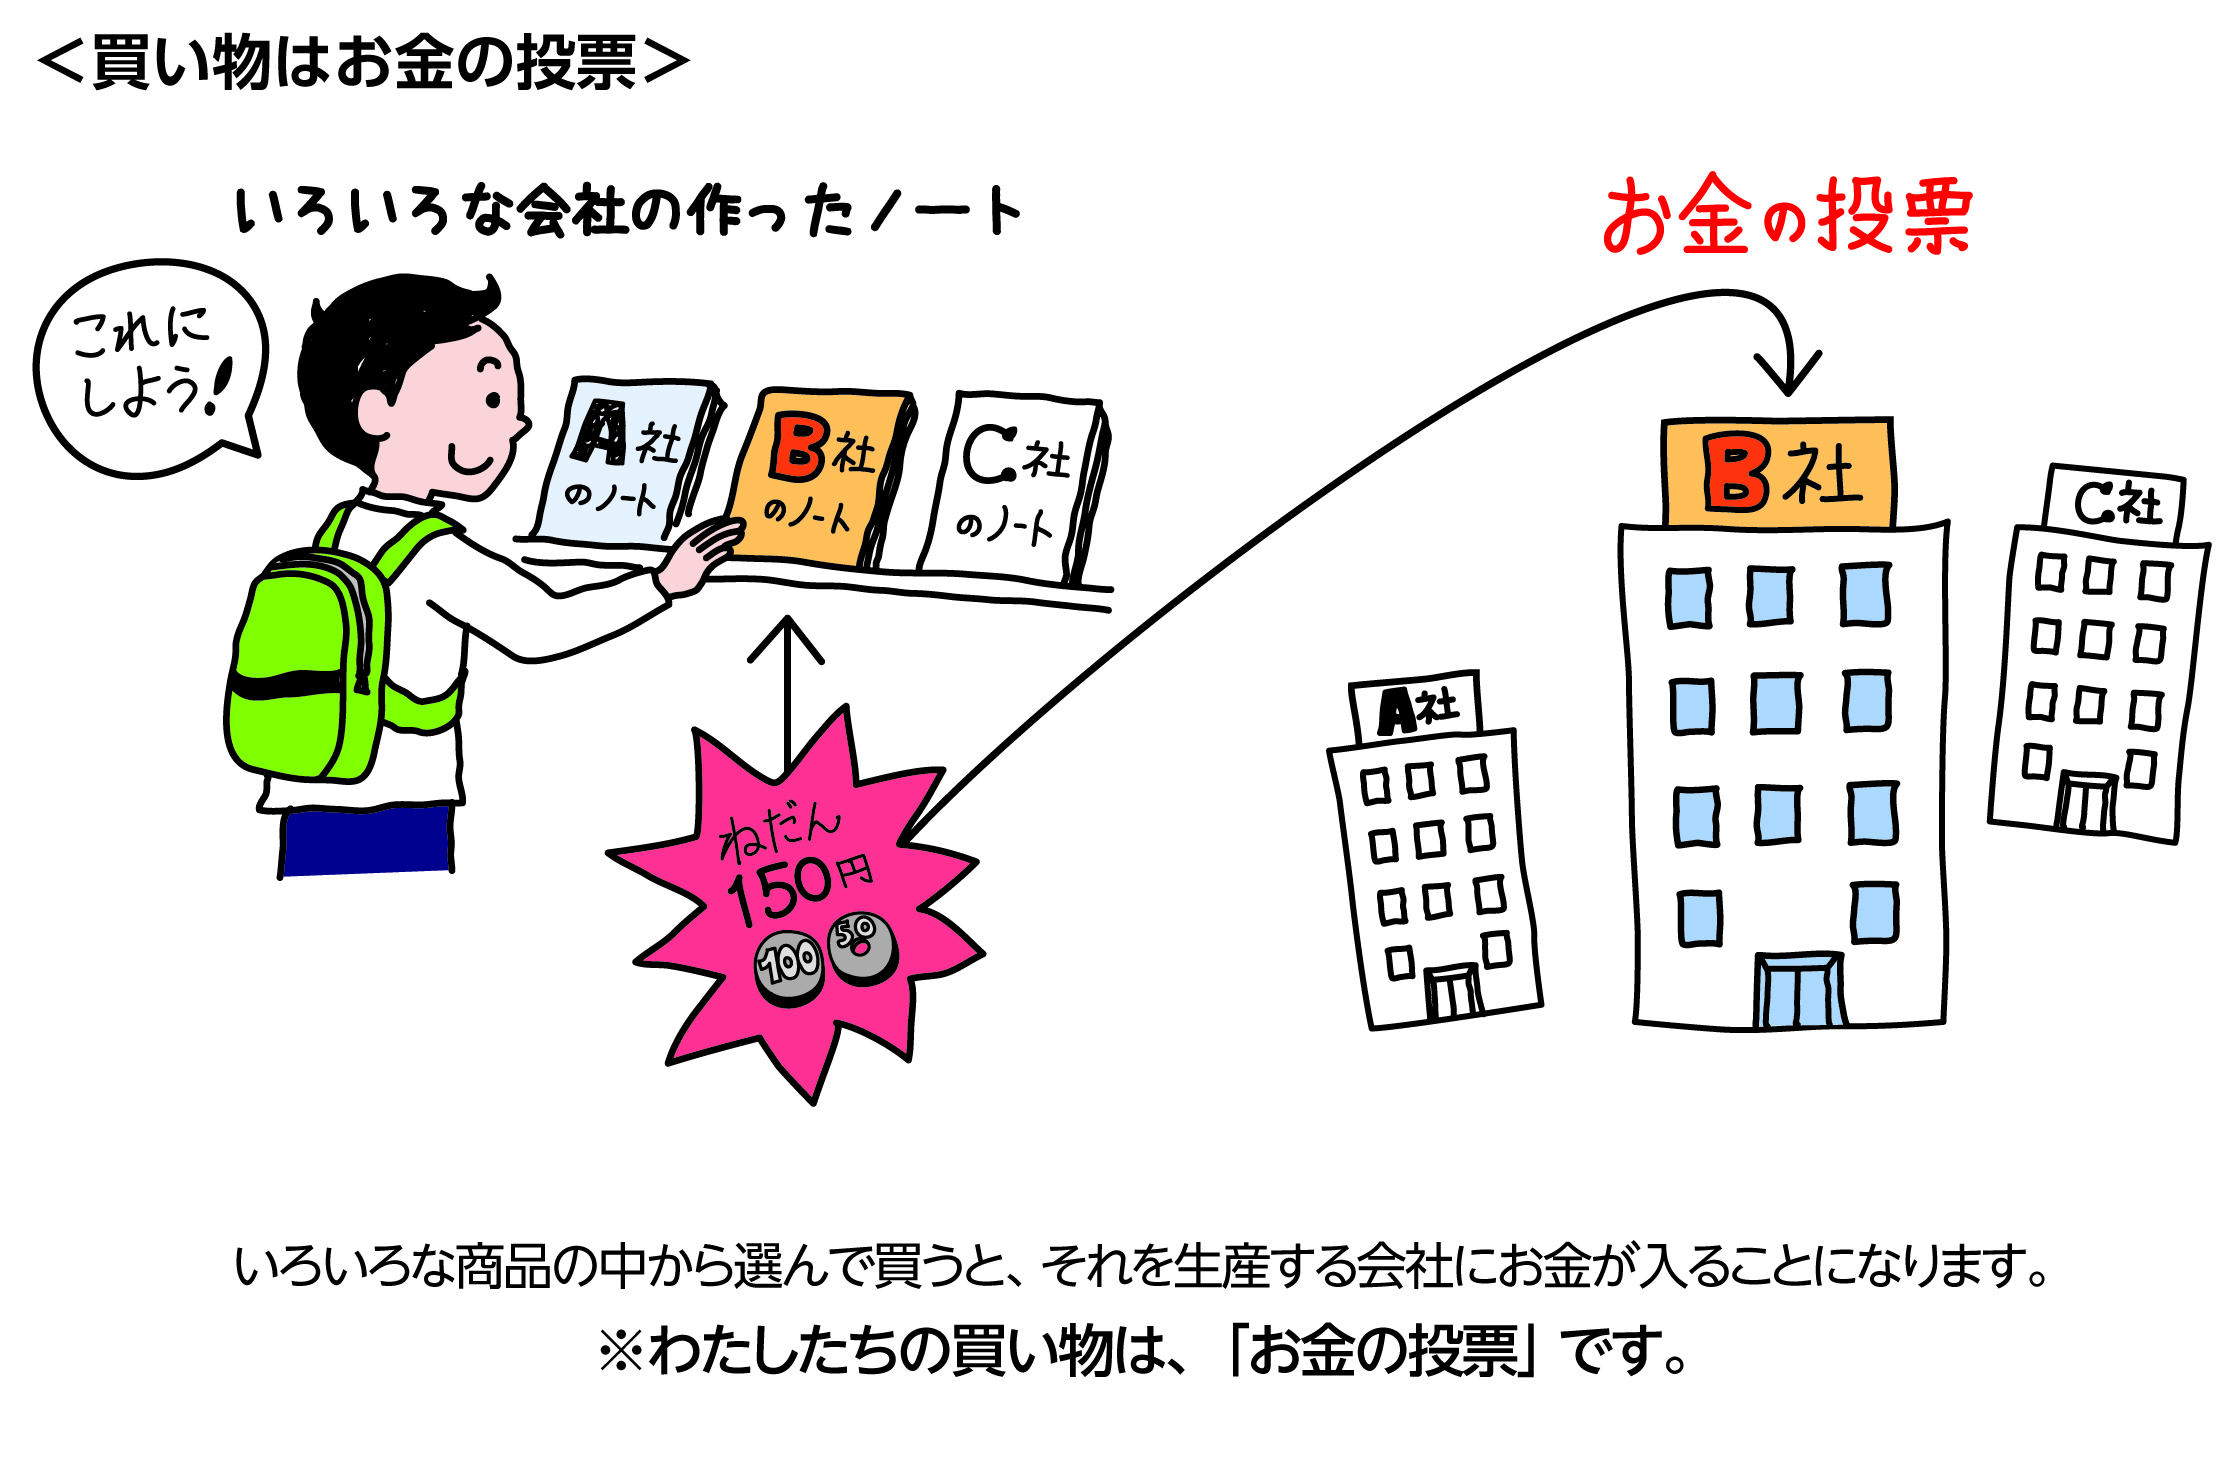 ＜買い物はお金の投票＞
いろいろな会社の作ったノート
お金の投票
これに
しよう！
A社
のノート
B社
のノート
C社
のノート
B社
C社
A社
ねだん
150円
100
50
いろいろな商品の中から選んで買うと、それを生産する会社にお金が入ることになります。
※わたしたちの買い物は、「お金の投票」です。